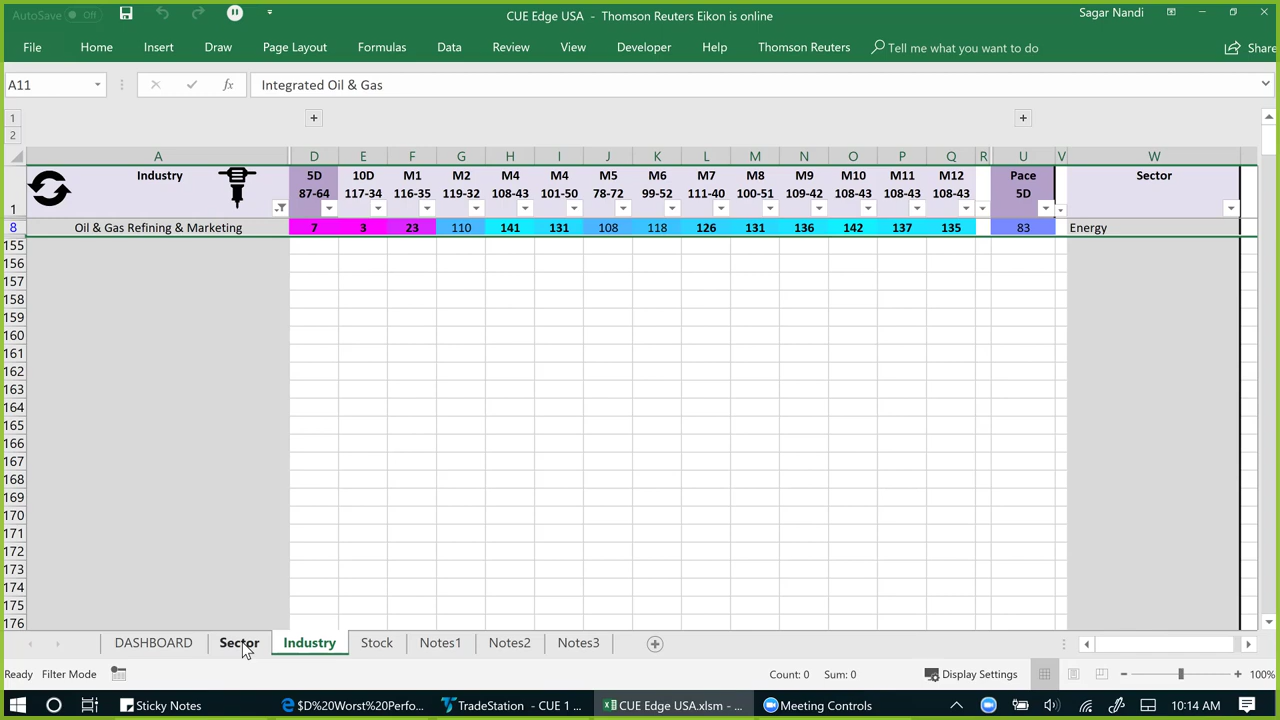 AutoSave Off
CUE Edge USA - Thomson Reuters Eikon is online
Sagar Nandi
File Home Insert Draw Page Layout Formulas Data Review View Developer Help Thomson Reuters Tell me what you want to do Share
A11 fx Integrated Oil & Gas
1
2
A D E F G H I J K L M N O P Q R U V W
Industry 5D 10D M1 M2 M4 M4 M5 M6 M7 M8 M9 M10 M11 M12 Pace Sector
1 87-64 117-34 116-35 119-32 108-43 101-50 78-72 99-52 111-40 100-51 109-42 108-43 108-43 108-43 5D
8 Oil & Gas Refining & Marketing 7 3 23 110 141 131 108 118 126 131 136 142 137 135 83 Energy
155
156
157
158
159
160
161
162
163
164
165
166
167
168
169
170
171
172
173
174
175
176
DASHBOARD Sector Industry Stock Notes1 Notes2 Notes3
Ready Filter Mode Count: 0 Sum: 0 Display Settings 100%
Sticky Notes $D%20Worst%20Perfo... TradeStation - CUE 1 ... CUE Edge USA.xlsm - ... Meeting Controls 10:14 AM